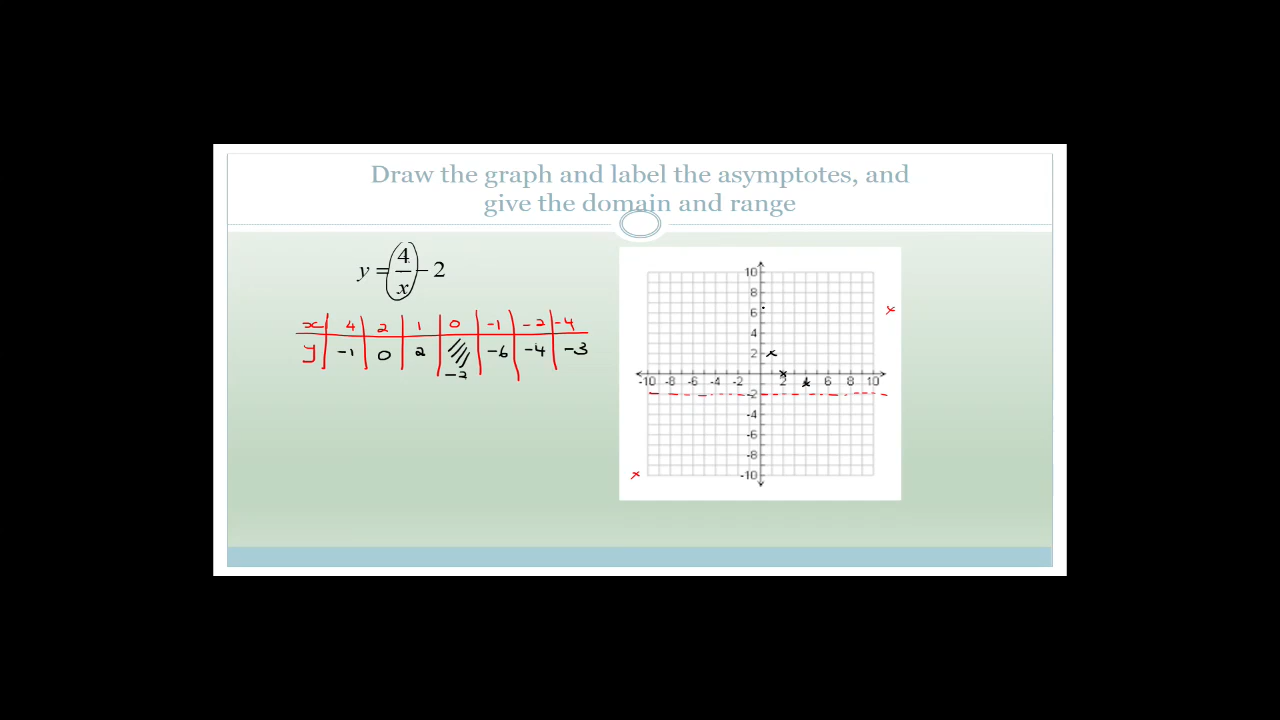 Draw the graph and label the asymptotes, and
give the domain and range
y = 4/x − 2
x 4 2 1 0 -1 -2 -4
y -1 0 2 -6 -4 -3
-2
10
8
6
4
2
-10 -8 -6 -4 -2 2 6 8 10
-2
-4
-6
-8
-10